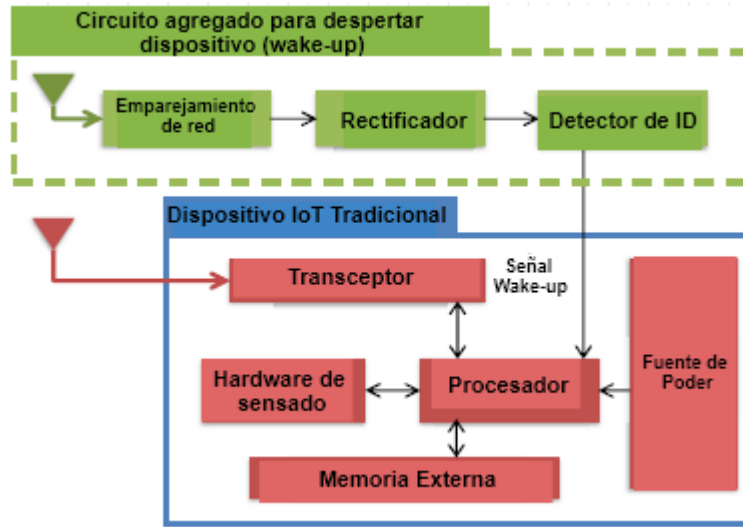 Circuito agregado para despertar
dispositivo (wake-up)
Emparejamiento
de red
Rectificador
Detector de ID
Dispositivo IoT Tradicional
Transceptor
Señal
Wake-up
Hardware de
sensado
Procesador
Fuente de
Poder
Memoria Externa